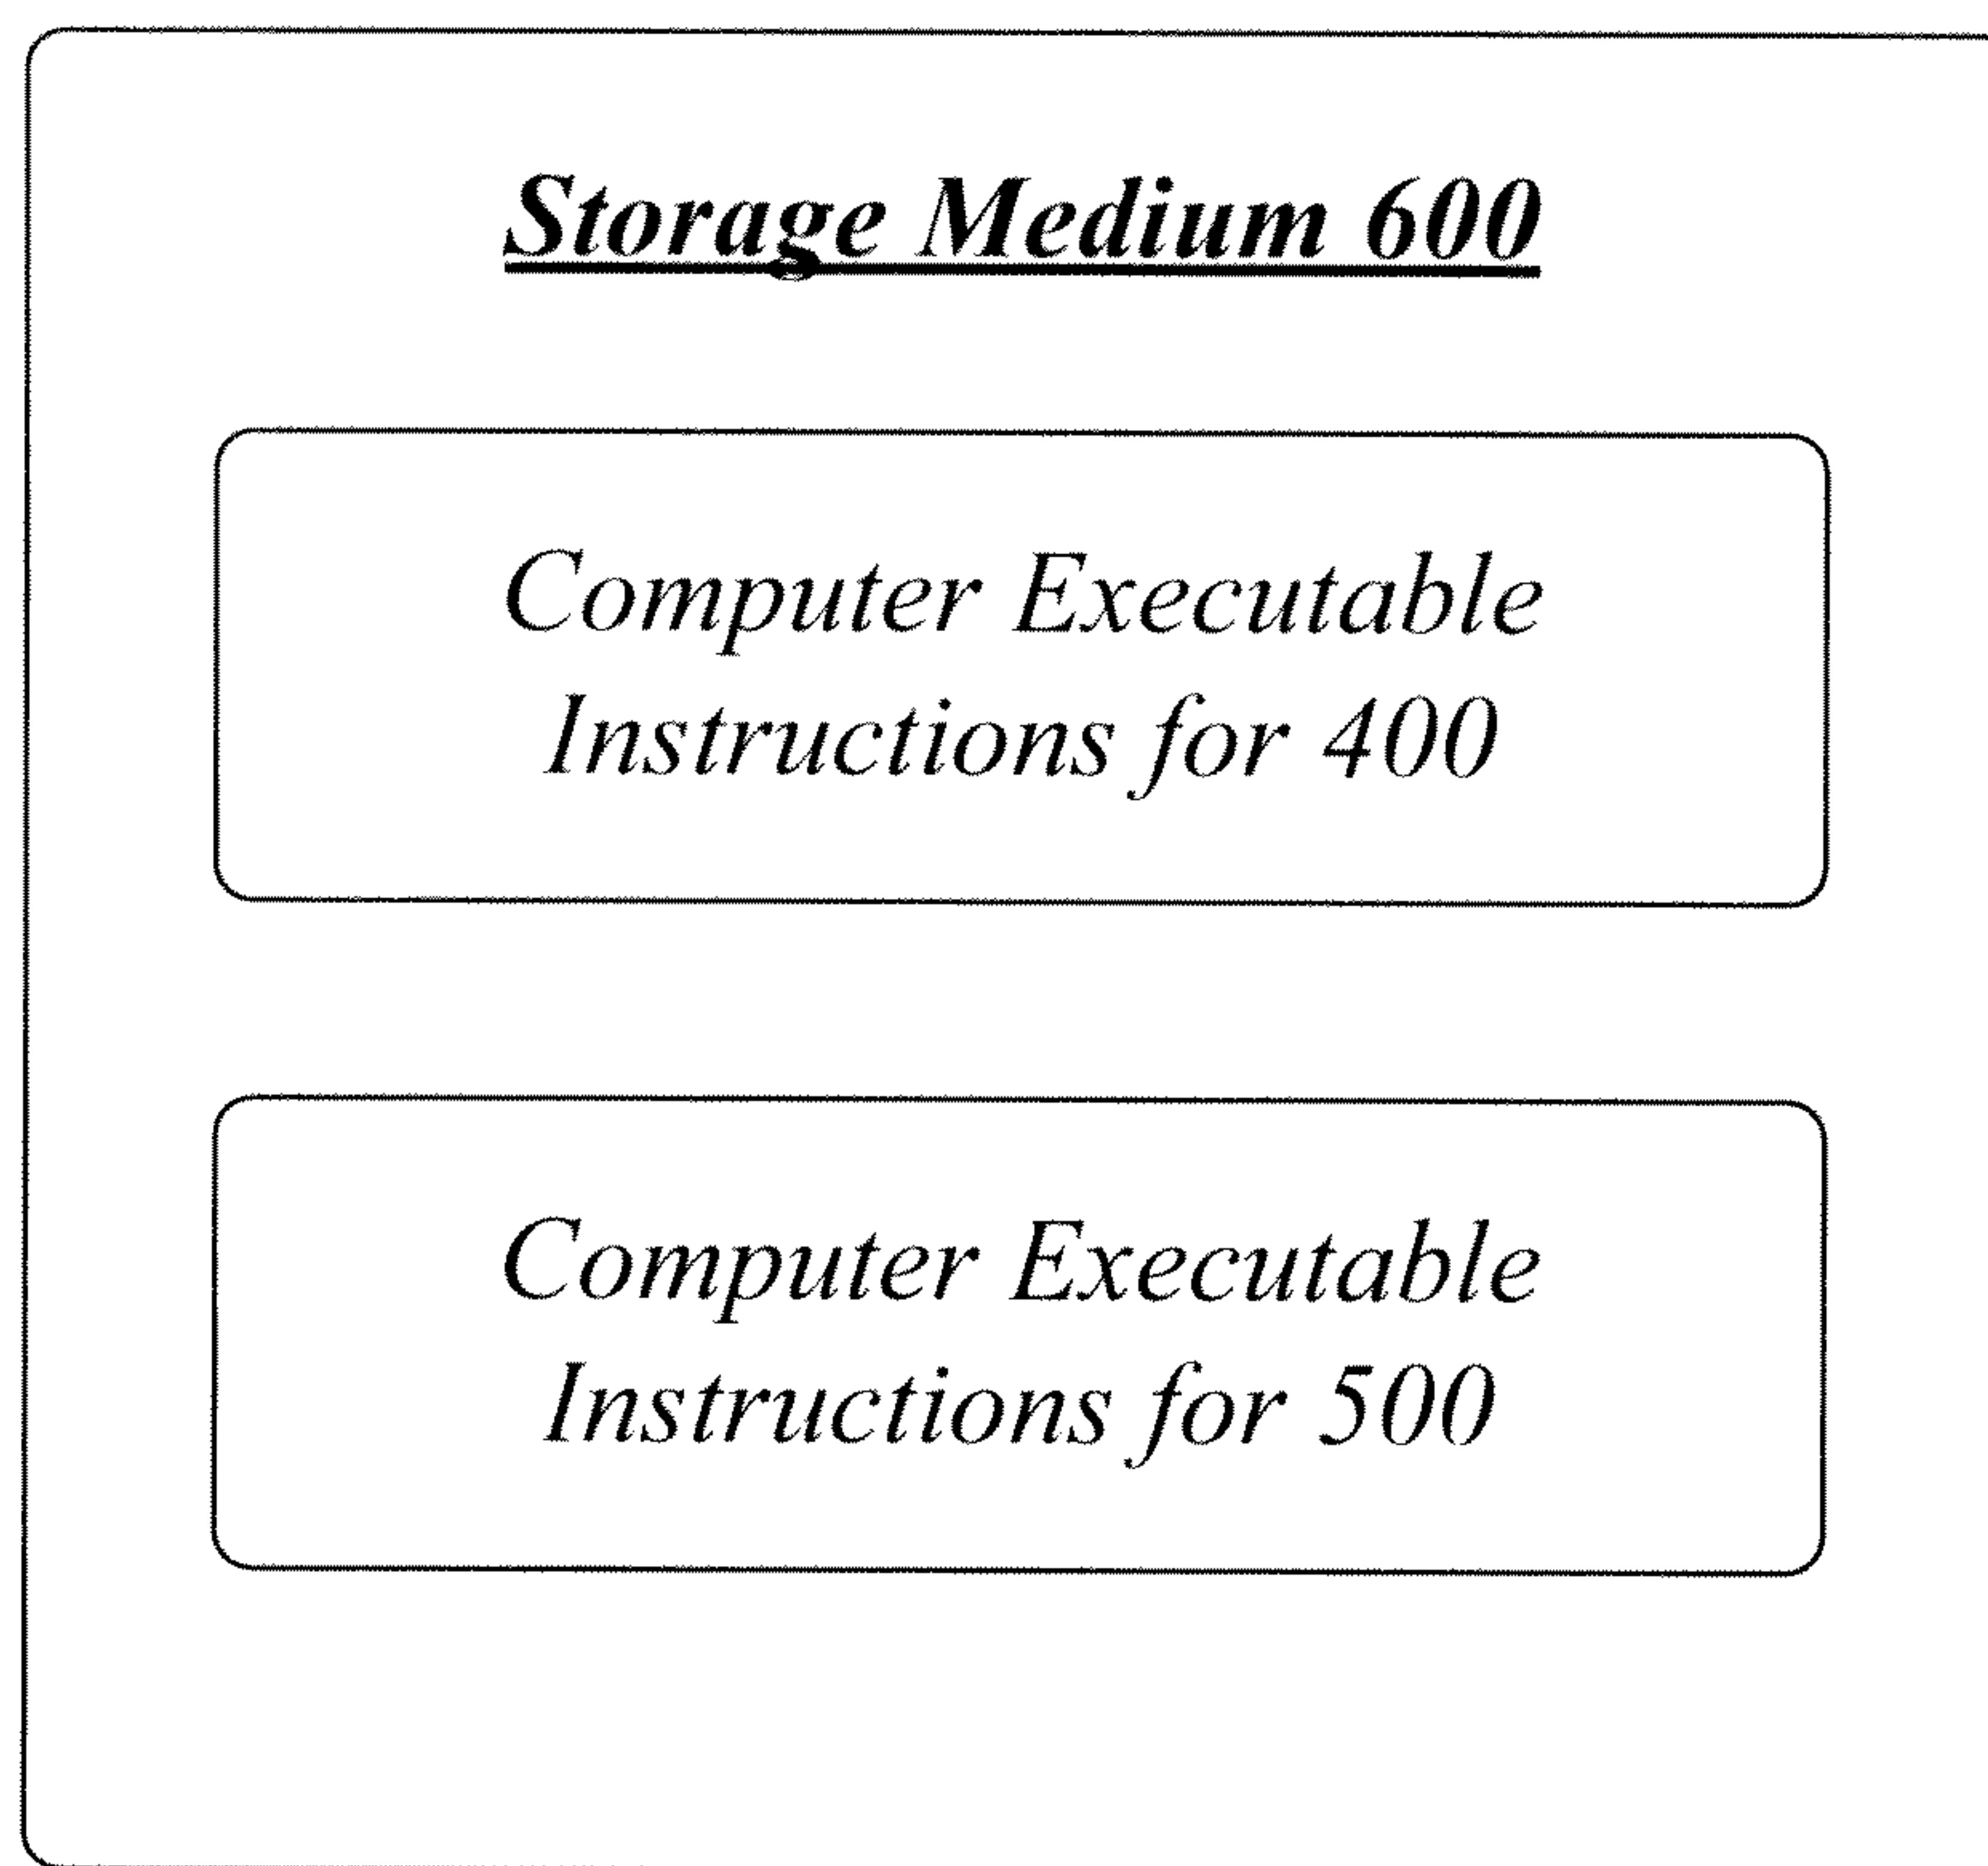 Storage Medium 600
Computer Executable
Instructions for 400
Computer Executable
Instructions for 500